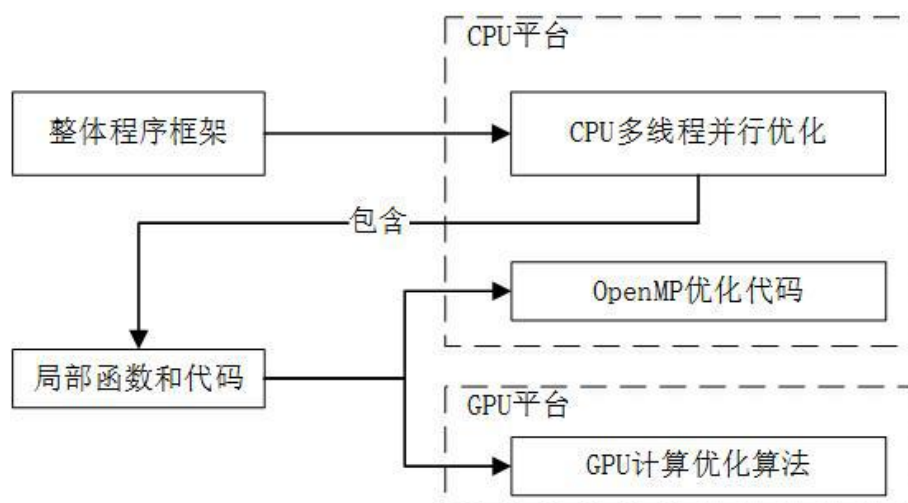 CPU平台
整体程序框架
CPU多线程并行优化
包含
OpenMP优化代码
局部函数和代码
GPU平台
GPU计算优化算法